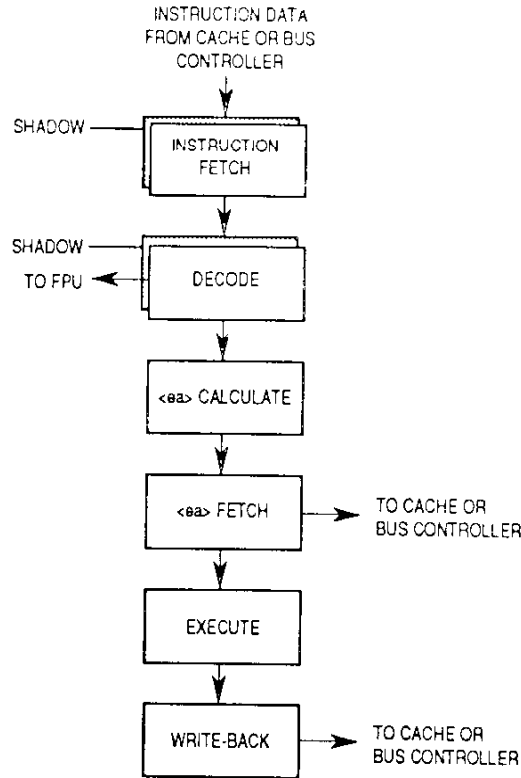 INSTRUCTION DATA
FROM CACHE OR BUS
CONTROLLER
SHADOW
INSTRUCTION
FETCH
SHADOW
TO FPU
DECODE
<ea> CALCULATE
<ea> FETCH
TO CACHE OR
BUS CONTROLLER
EXECUTE
WRITE-BACK
TO CACHE OR
BUS CONTROLLER